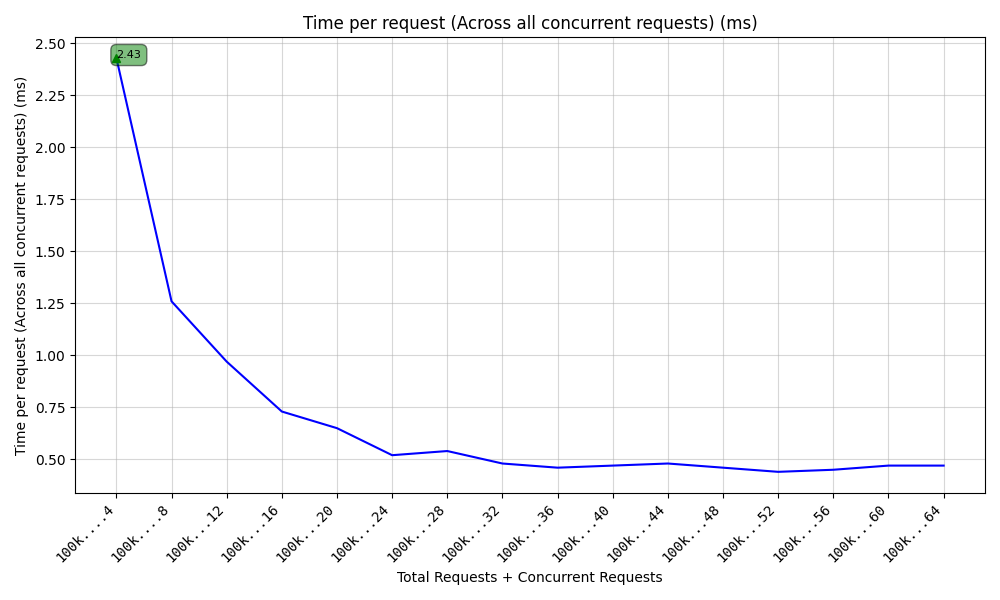 Time per request (Across all concurrent requests) (ms)
Time per request (Across all concurrent requests) (ms)
2.50
2.25
2.00
1.75
1.50
1.25
1.00
0.75
0.50
2.43
100k....4
100k....8
100k...12
100k...16
100k...20
100k...24
100k...28
100k...32
100k...36
100k...40
100k...44
100k...48
100k...52
100k...56
100k...60
100k...64
Total Requests + Concurrent Requests